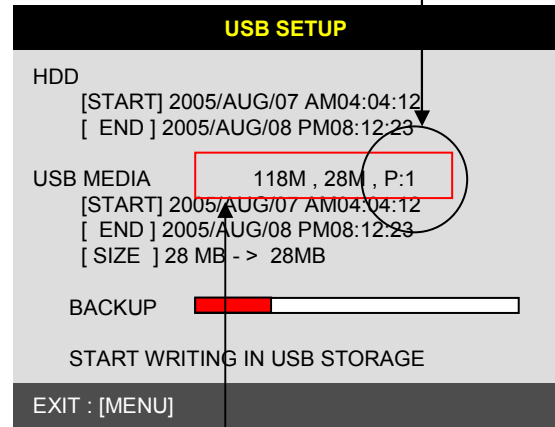 USB SETUP
HDD
[START] 2005/AUG/07 AM04:04:12
[ END ] 2005/AUG/08 PM08:12:23
USB MEDIA 118M , 28M , P:1
[START] 2005/AUG/07 AM04:04:12
[ END ] 2005/AUG/08 PM08:12:23
[ SIZE ] 28 MB - > 28MB
BACKUP
START WRITING IN USB STORAGE
EXIT : [MENU]